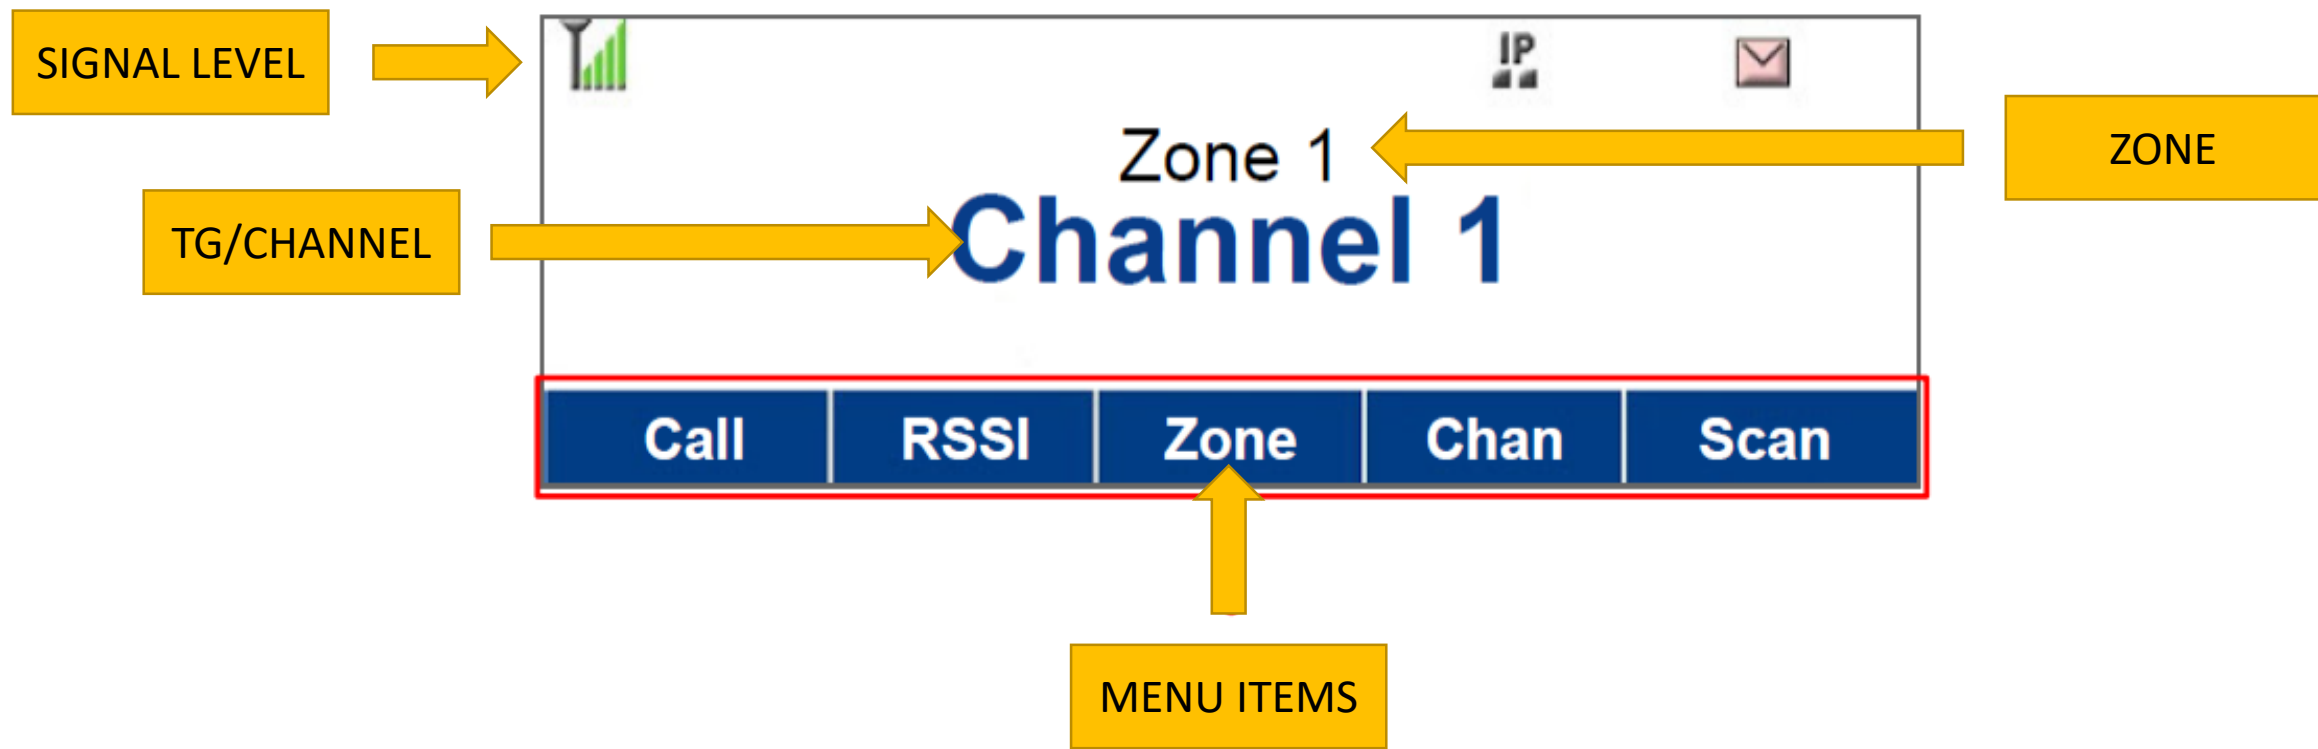 SIGNAL LEVEL
IP
Zone 1
ZONE
TG/CHANNEL
Channel 1
Call RSSI Zone Chan Scan
MENU ITEMS